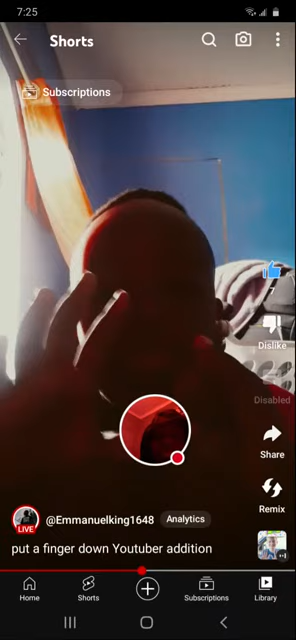 7:25
Shorts
Subscriptions
7
Dislike
Disabled
Share
Remix
LIVE
@Emmanuelking1648 Analytics
put a finger down Youtuber addition
Home Shorts Subscriptions Library